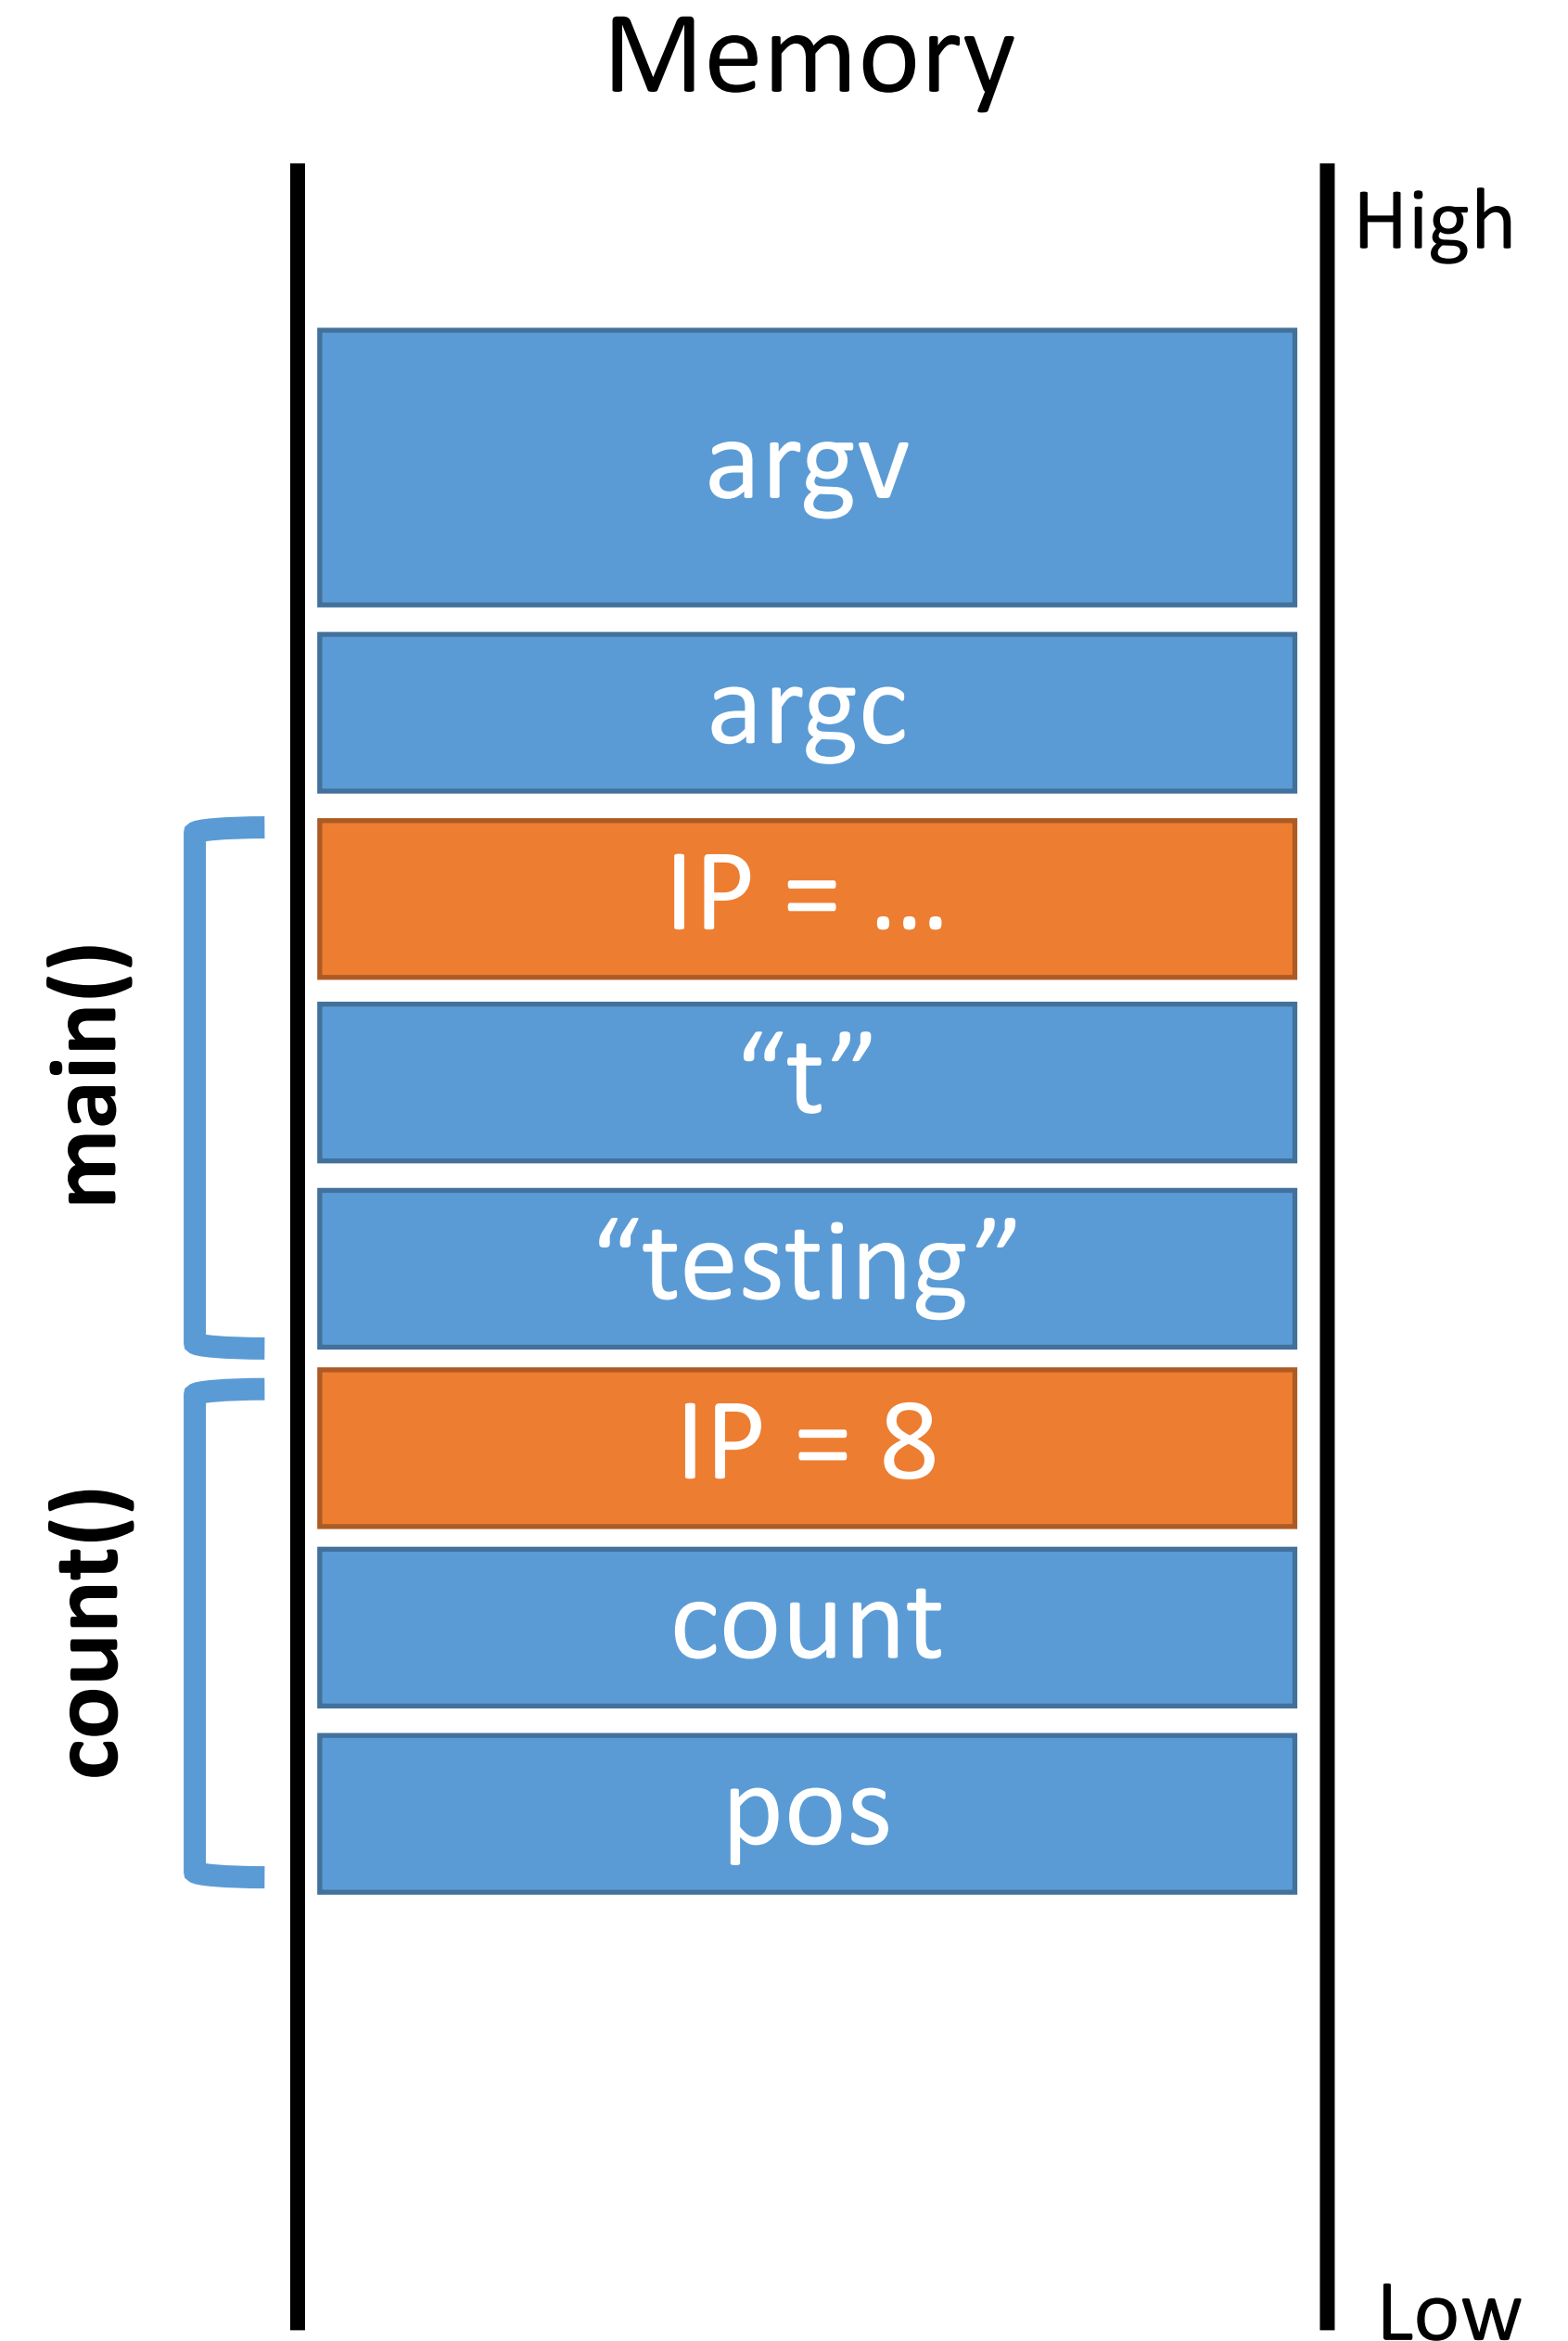 Memory
High
argv
argc
main()
IP = …
“t”
“testing”
count()
IP = 8
count
pos
Low